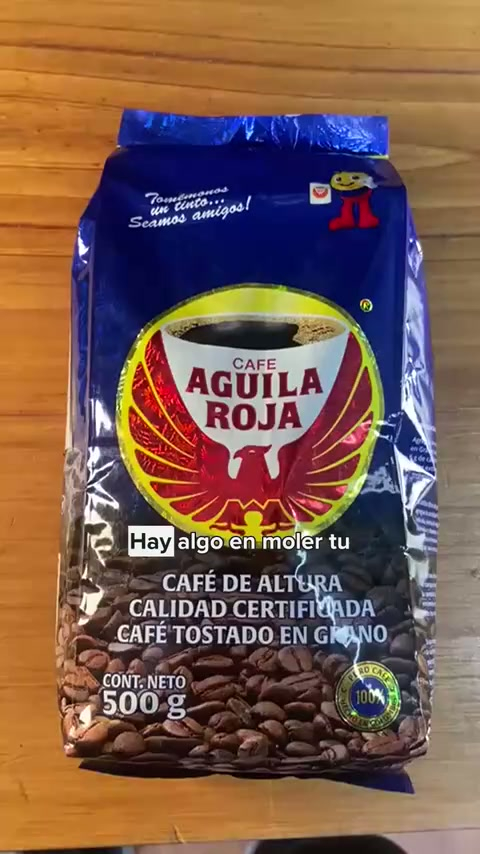 Tomémonos
un tinto...
Seamos amigos!
®
CAFE
AGUILA
ROJA
Hay algo en moler tu
CAFÉ DE ALTURA
CALIDAD CERTIFICADA
CAFÉ TOSTADO EN GRANO
CONT. NETO
500 g
100%